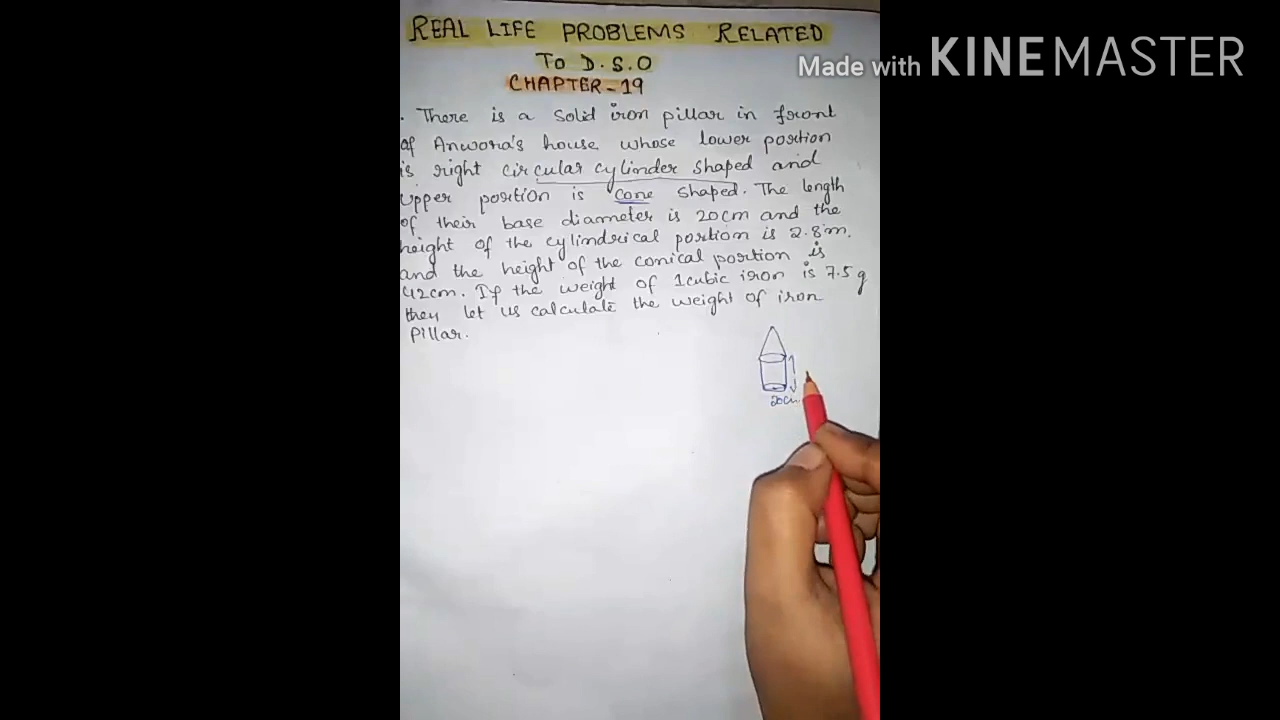 REAL LIFE PROBLEMS RELATED
TO D.S.O
CHAPTER-19
Made with KINEMASTER
. There is a solid iron pillar in front
of Anwora's house whose lower portion
is right circular cylinder shaped and
upper portion is cone shaped. The length
of their base diameter is 20cm and the
height of the cylindrical portion is 2.8m.
and the height of the conical portion is
42cm. If the weight of 1cubic iron is 7.5g
then let us calculate the weight of iron
Pillar.
20cm